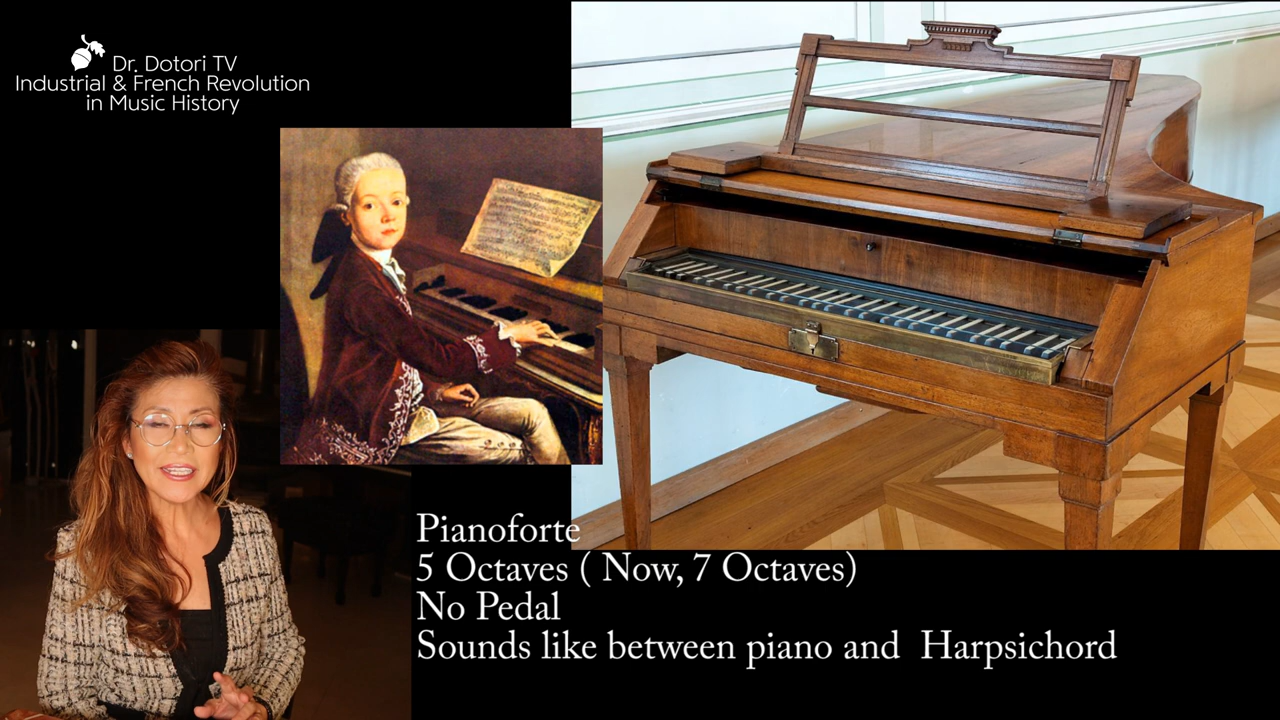 Dr. Dotori TV
Industrial & French Revolution
in Music History
Pianoforte
5 Octaves ( Now, 7 Octaves)
No Pedal
Sounds like between piano and Harpsichord